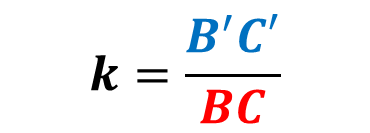 k = B'C' / BC